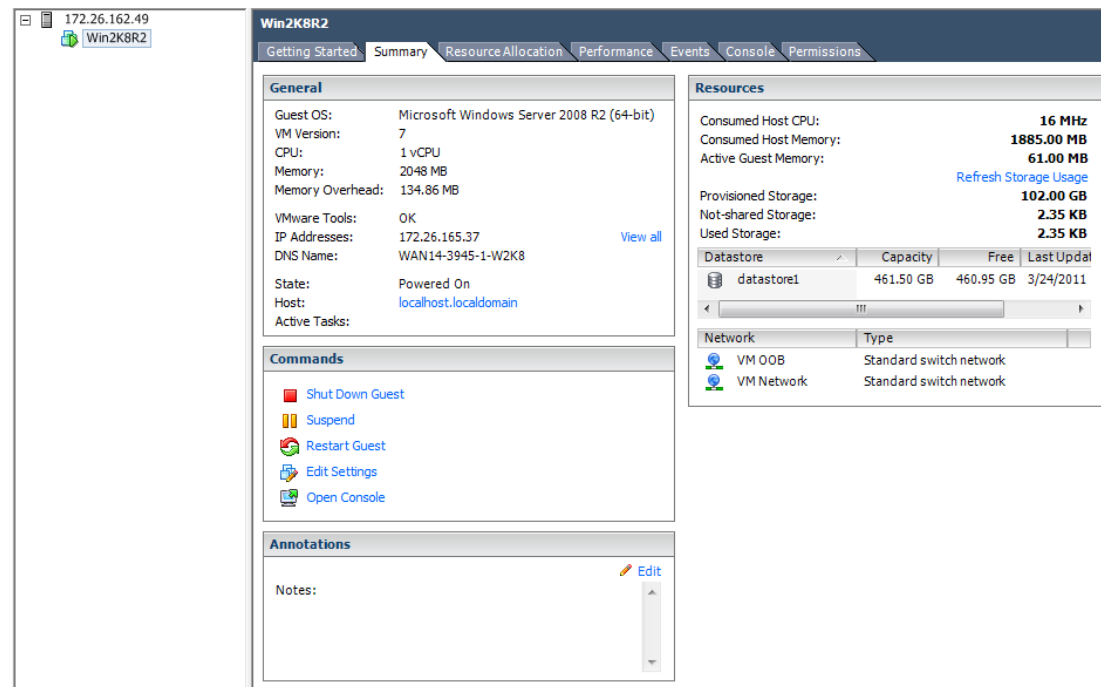 172.26.162.49
Win2K8R2
Win2K8R2
Getting Started Summary Resource Allocation Performance Events Console Permissions
General
Guest OS: Microsoft Windows Server 2008 R2 (64-bit)
VM Version: 7
CPU: 1 vCPU
Memory: 2048 MB
Memory Overhead: 134.86 MB
VMware Tools: OK
IP Addresses: 172.26.165.37 View all
DNS Name: WAN14-3945-1-W2K8
State: Powered On
Host: localhost.localdomain
Active Tasks:
Commands
Shut Down Guest
Suspend
Restart Guest
Edit Settings
Open Console
Annotations
Edit
Notes:
Resources
Consumed Host CPU: 16 MHz
Consumed Host Memory: 1885.00 MB
Active Guest Memory: 61.00 MB
Refresh Storage Usage
Provisioned Storage: 102.00 GB
Not-shared Storage: 2.35 KB
Used Storage: 2.35 KB
Datastore Capacity Free Last Updat
datastore1 461.50 GB 460.95 GB 3/24/2011
Network Type
VM OOB Standard switch network
VM Network Standard switch network